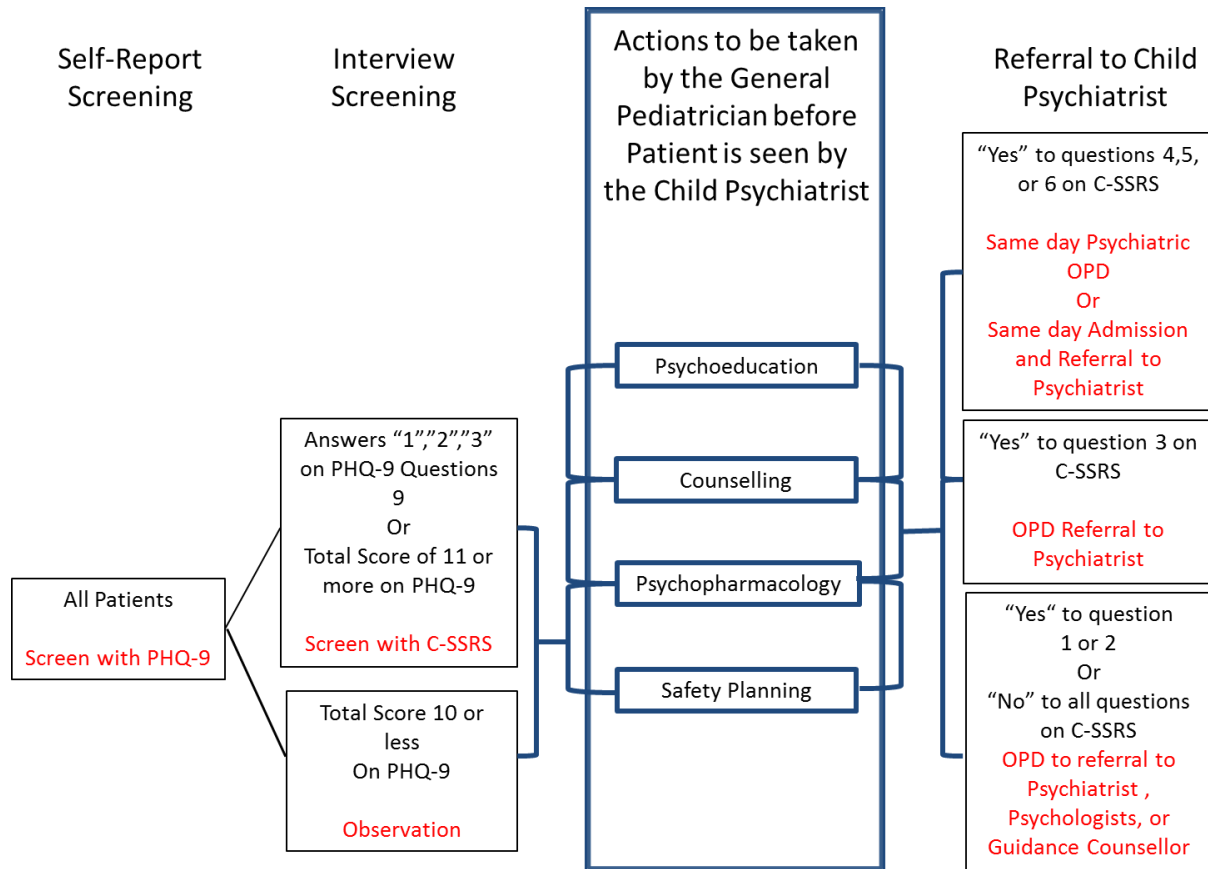 Self-Report
Screening
Interview
Screening
Actions to be taken
by the General
Pediatrician before
Patient is seen by
the Child Psychiatrist
Referral to Child
Psychiatrist
All Patients
Screen with PHQ-9
Answers “1”,”2”,”3”
on PHQ-9 Questions
9
Or
Total Score of 11 or
more on PHQ-9
Screen with C-SSRS
Total Score 10 or
less
On PHQ-9
Observation
Psychoeducation
Counselling
Psychopharmacology
Safety Planning
“Yes” to questions 4,5,
or 6 on C-SSRS
Same day Psychiatric
OPD
Or
Same day Admission
and Referral to
Psychiatrist
“Yes” to question 3 on
C-SSRS
OPD Referral to
Psychiatrist
“Yes“ to question
1 or 2
Or
“No” to all questions
on C-SSRS
OPD to referral to
Psychiatrist ,
Psychologists, or
Guidance Counsellor